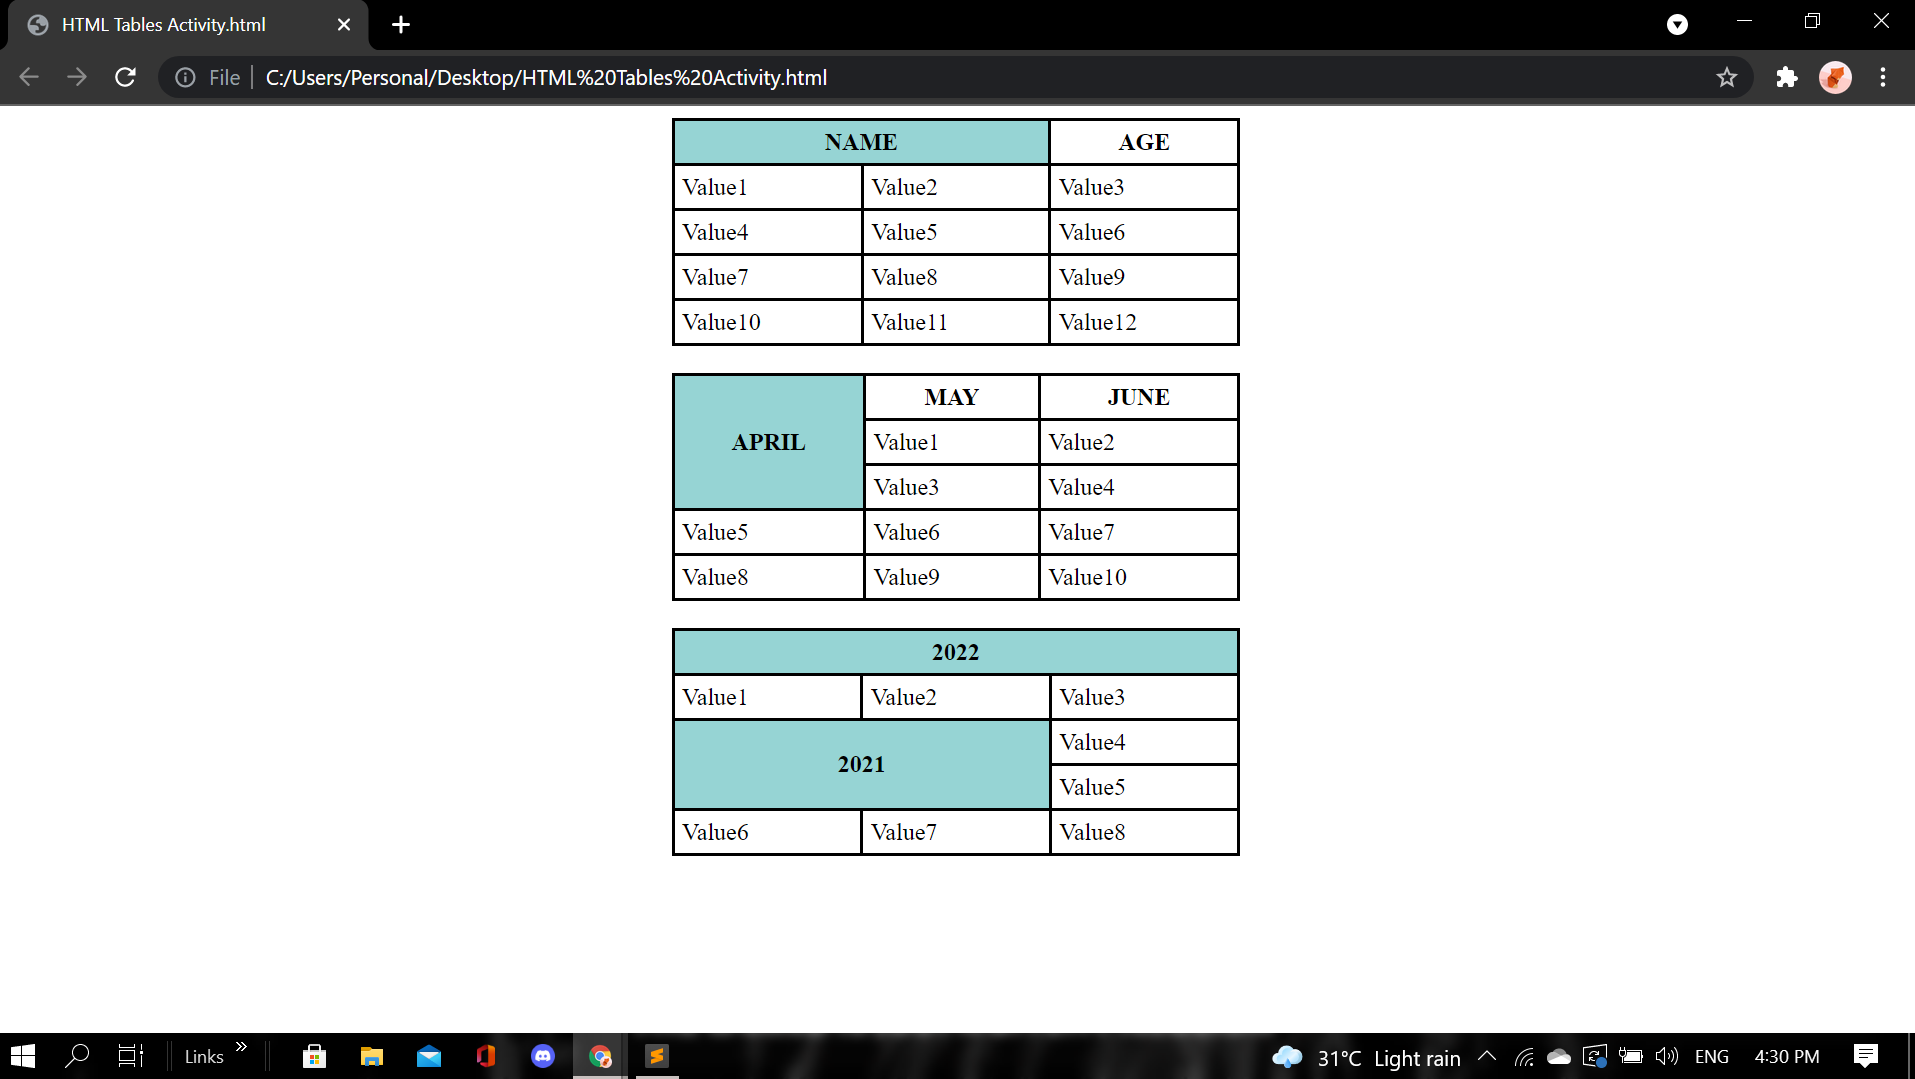 HTML Tables Activity.html
File C:/Users/Personal/Desktop/HTML%20Tables%20Activity.html
NAME AGE
Value1 Value2 Value3
Value4 Value5 Value6
Value7 Value8 Value9
Value10 Value11 Value12
APRIL MAY JUNE
Value1 Value2
Value3 Value4
Value5 Value6 Value7
Value8 Value9 Value10
2022
Value1 Value2 Value3
2021 Value4
Value5
Value6 Value7 Value8
Links 31°C Light rain ENG 4:30 PM